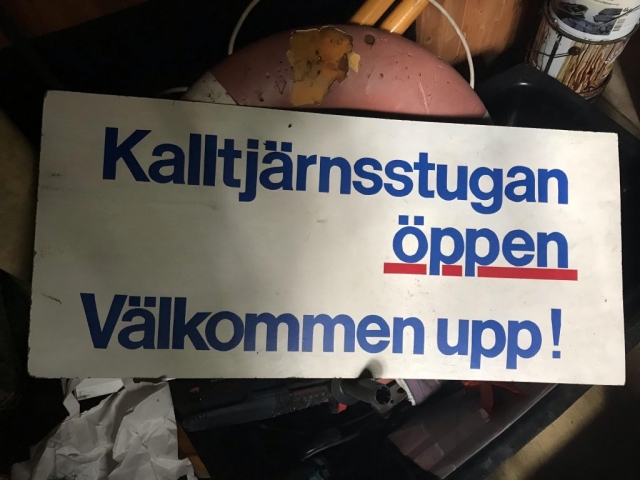 Kalltjärnsstugan
öppen
Välkommen upp!